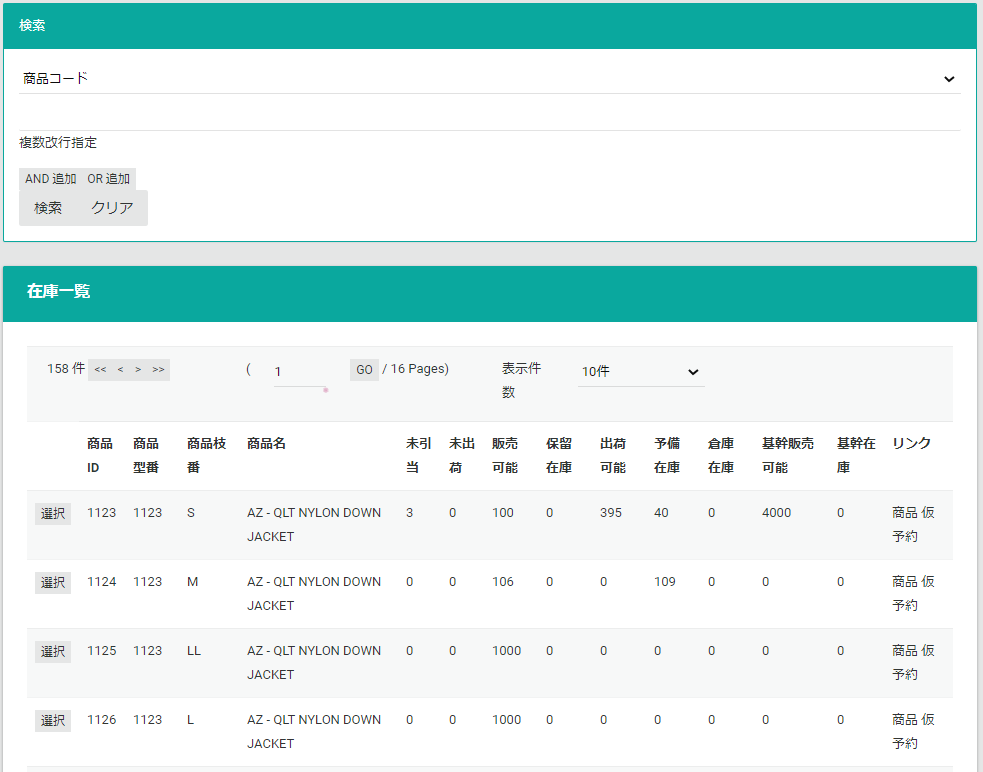 検索
商品コード
複数改行指定
AND 追加 OR 追加
検索 クリア
在庫一覧
158 件 << < > >> ( 1 GO / 16 Pages) 表示件数 10件
商品ID 商品型番 商品枝番 商品名 未引当 未出荷 販売可能 保留在庫 出荷可能 予備在庫 倉庫在庫 基幹販売可能 基幹在庫 リンク
選択 1123 1123 S AZ - QLT NYLON DOWN JACKET 3 0 100 0 395 40 0 4000 0 商品 仮予約
選択 1124 1123 M AZ - QLT NYLON DOWN JACKET 0 0 106 0 0 109 0 0 0 商品 仮予約
選択 1125 1123 LL AZ - QLT NYLON DOWN JACKET 0 0 1000 0 0 0 0 0 0 商品 仮予約
選択 1126 1123 L AZ - QLT NYLON DOWN JACKET 0 0 1000 0 0 0 0 0 0 商品 仮予約